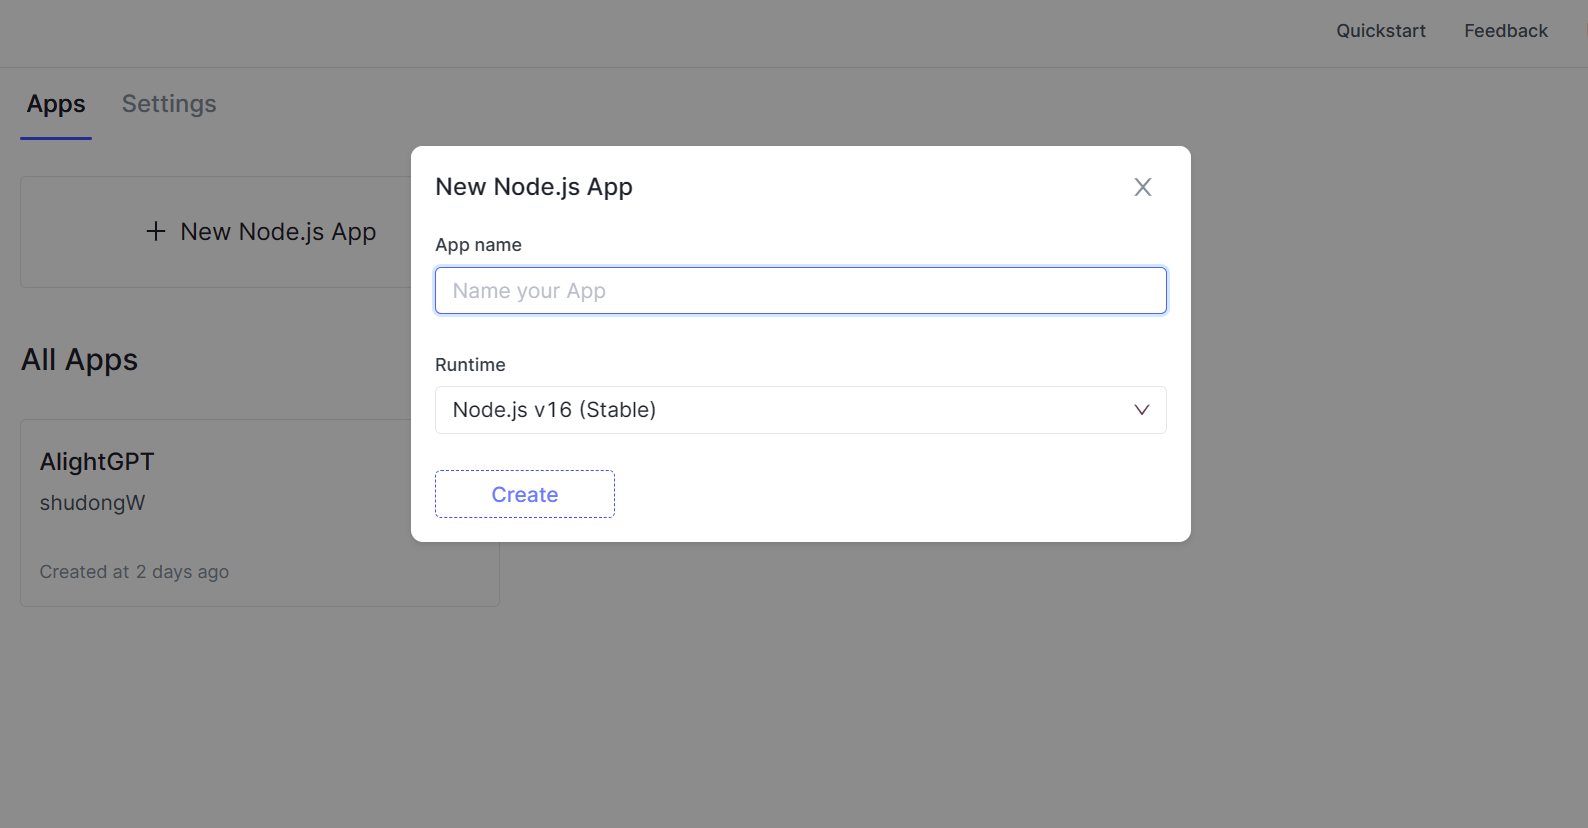 Quickstart Feedback
Apps Settings
New Node.js App
App name
Name your App
Runtime
Node.js v16 (Stable)
Create
+ New Node.js App
All Apps
AlightGPT
shudongW
Created at 2 days ago